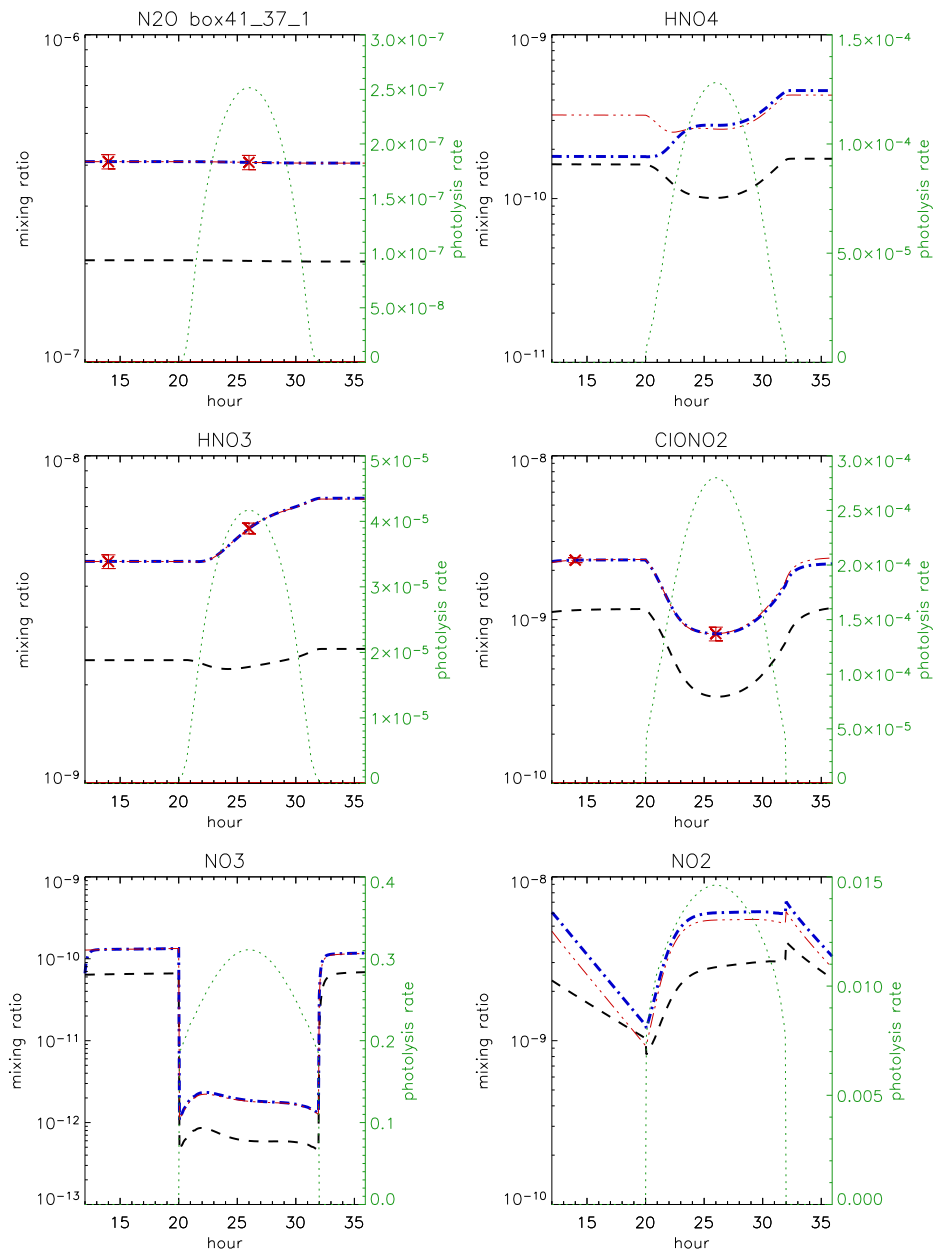 N2O box41_37_1
10^-6
10^-7
mixing ratio
3.0×10^-7
2.5×10^-7
2.0×10^-7
1.5×10^-7
1.0×10^-7
5.0×10^-8
0
photolysis rate
15 20 25 30 35
hour
HNO4
10^-9
10^-10
10^-11
mixing ratio
1.5×10^-4
1.0×10^-4
5.0×10^-5
0
photolysis rate
15 20 25 30 35
hour
HNO3
10^-8
10^-9
mixing ratio
5×10^-5
4×10^-5
3×10^-5
2×10^-5
1×10^-5
0
photolysis rate
15 20 25 30 35
hour
ClONO2
10^-8
10^-9
10^-10
mixing ratio
3.0×10^-4
2.5×10^-4
2.0×10^-4
1.5×10^-4
1.0×10^-4
5.0×10^-5
0
photolysis rate
15 20 25 30 35
hour
NO3
10^-9
10^-10
10^-11
10^-12
10^-13
mixing ratio
0.4
0.3
0.2
0.1
0.0
photolysis rate
15 20 25 30 35
hour
NO2
10^-8
10^-9
10^-10
mixing ratio
0.015
0.010
0.005
0.000
photolysis rate
15 20 25 30 35
hour